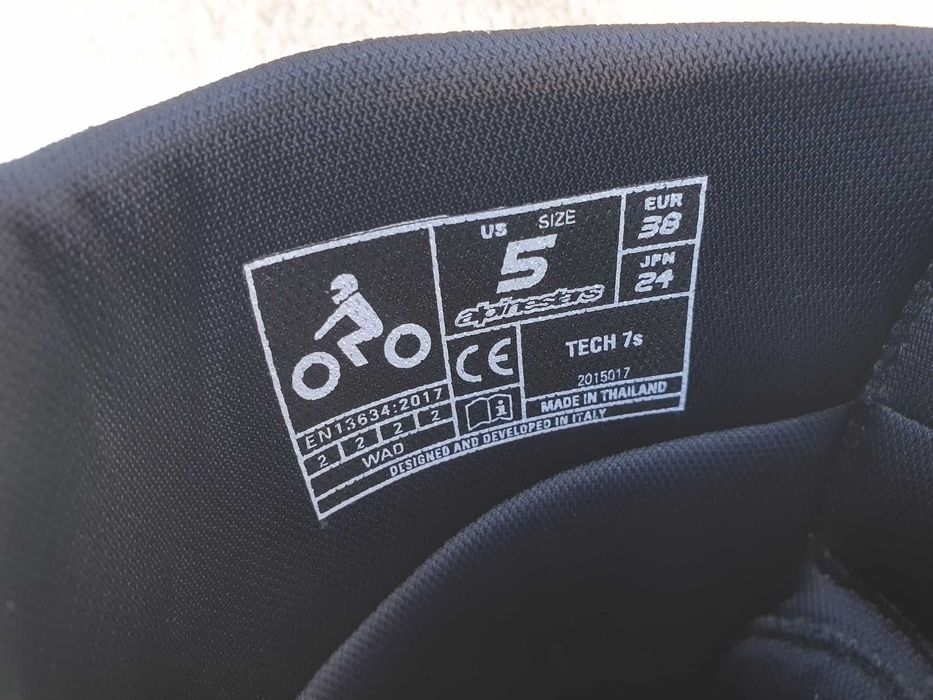 US SIZE
5
alpinestars
EUR
38
JPN
24
CE
TECH 7s
2015017
MADE IN THAILAND
EN13634:2017
2 2 2 2
WAD
i
DESIGNED AND DEVELOPED IN ITALY